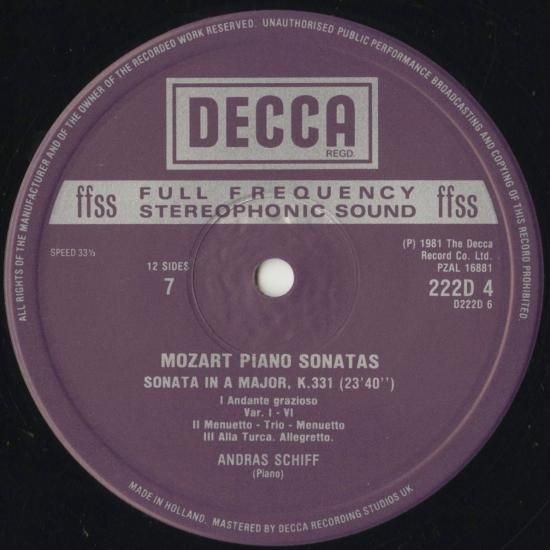 ALL RIGHTS OF THE MANUFACTURER AND OF THE OWNER OF THE RECORDED WORK RESERVED. UNAUTHORISED PUBLIC PERFORMANCE, BROADCASTING AND COPYING OF THIS RECORD PROHIBITED.
DECCA
REGD.
ffss FULL FREQUENCY ffss
STEREOPHONIC SOUND
SPEED 33⅓
12 SIDES
7
(P) 1981 The Decca
Record Co. Ltd.
PZAL 16881
222D 4
D222D 6
MOZART PIANO SONATAS
SONATA IN A MAJOR, K.331 (23'40'')
I Andante grazioso
Var. I - VI
II Menuetto - Trio - Menuetto
III Alla Turca. Allegretto.
ANDRAS SCHIFF
(Piano)
MADE IN HOLLAND. MASTERED BY DECCA RECORDING STUDIOS UK